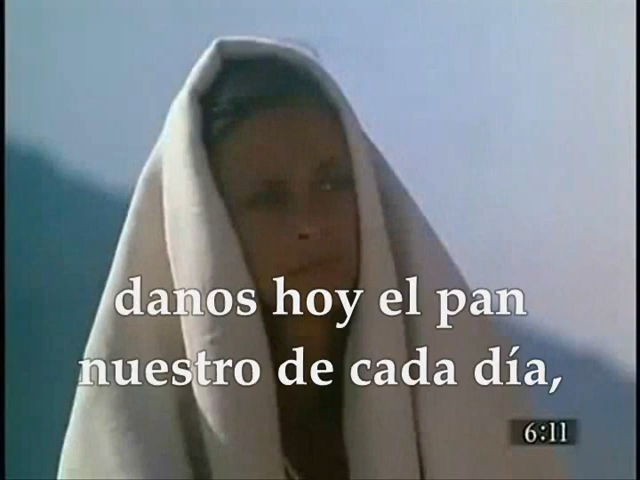 danos hoy el pan
nuestro de cada día,
6:11